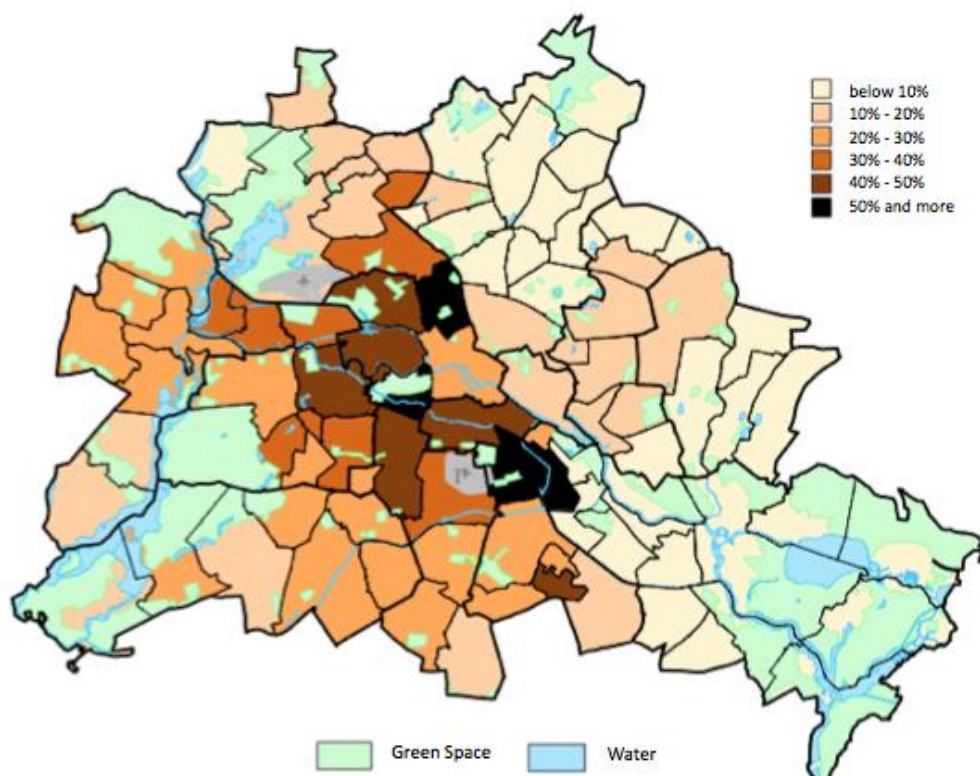 below 10%
10% - 20%
20% - 30%
30% - 40%
40% - 50%
50% and more
Green Space
Water